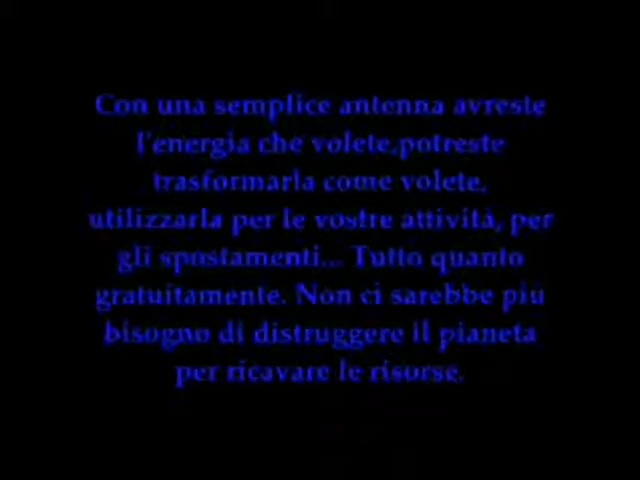 Con una semplice antenna avreste
l'energia che volete,potreste
trasformarla come volete,
utilizzarla per le vostre attività, per
gli spostamenti... Tutto quanto
gratuitamente. Non ci sarebbe più
bisogno di distruggere il pianeta
per ricavare le risorse.